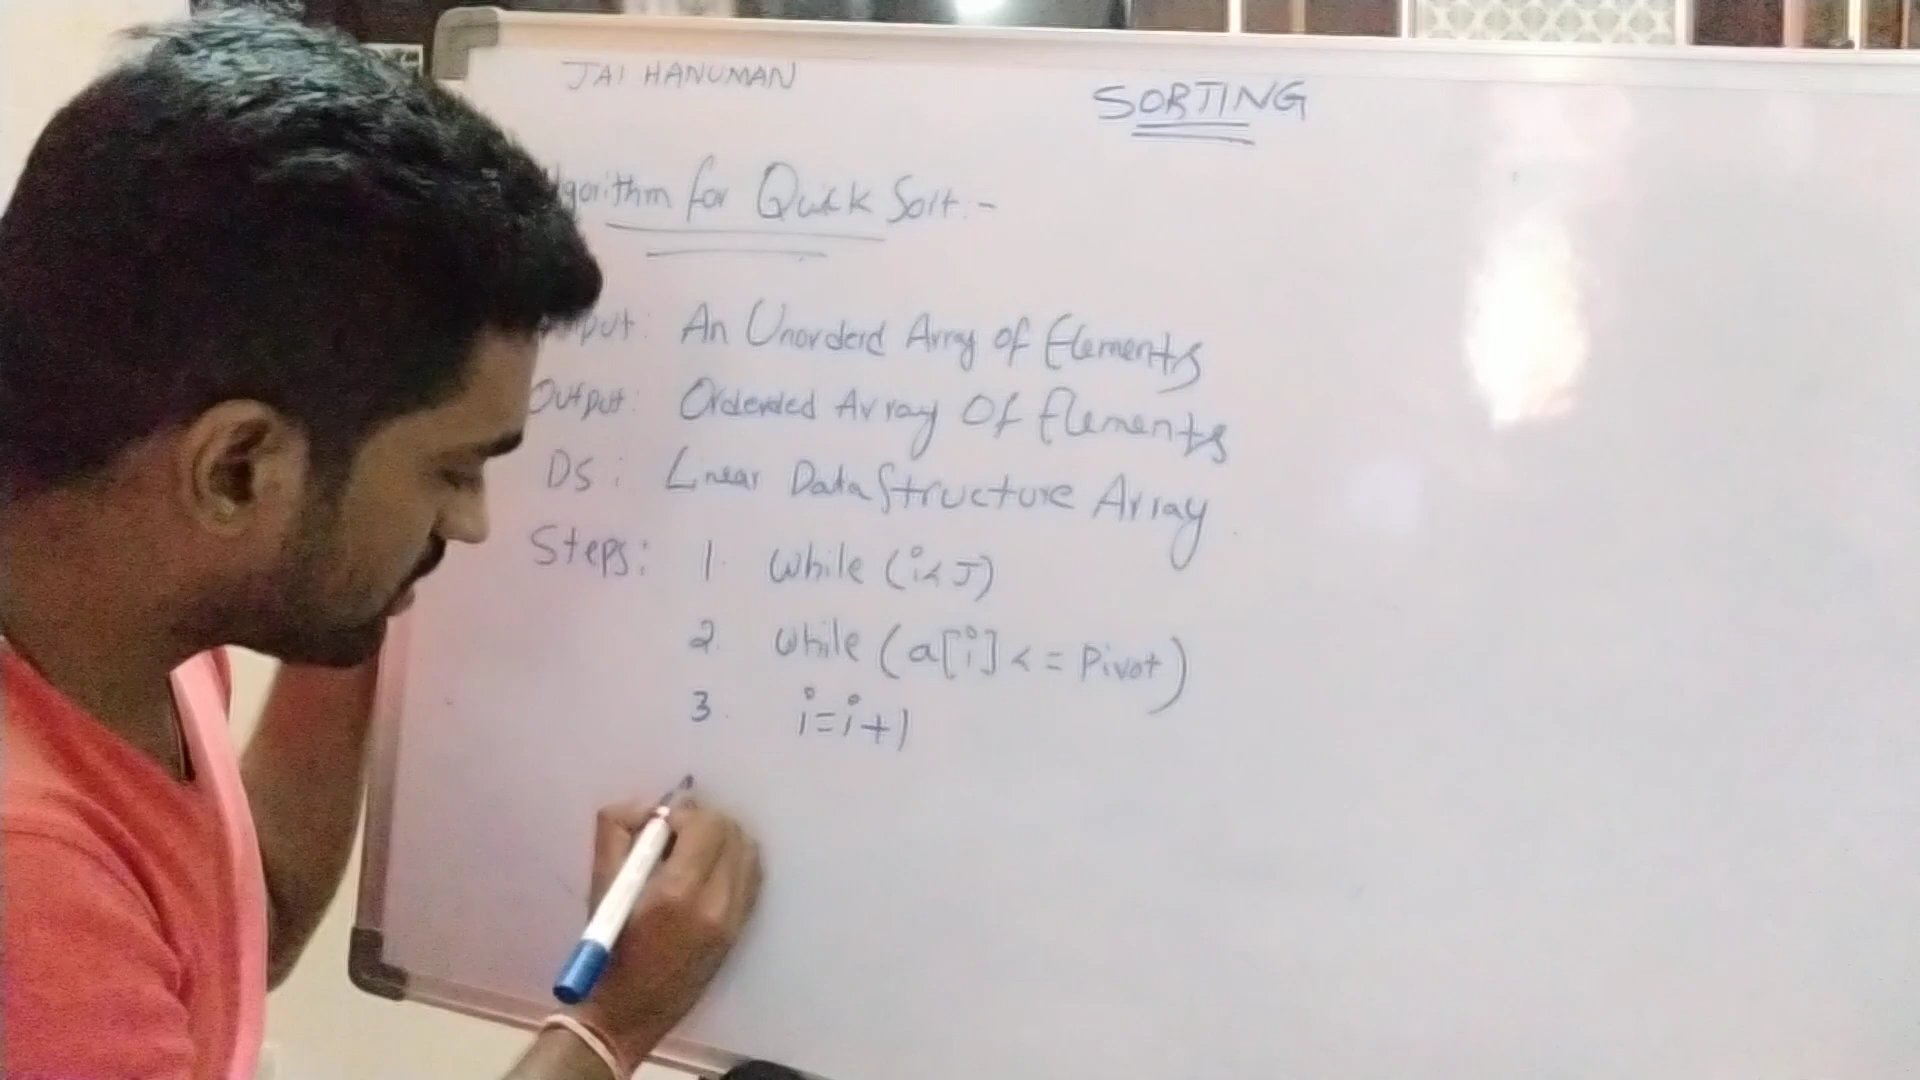 JAI HANUMAN
SORTING
lgorithm for Quick Sort:-
nput: An Unorderd Array of Elements
Output: Orderded Array Of Elements
DS: Linear Data Structure Array
Steps: 1. while (i<J)
2. while (a[i] <= Pivot)
3. i=i+1